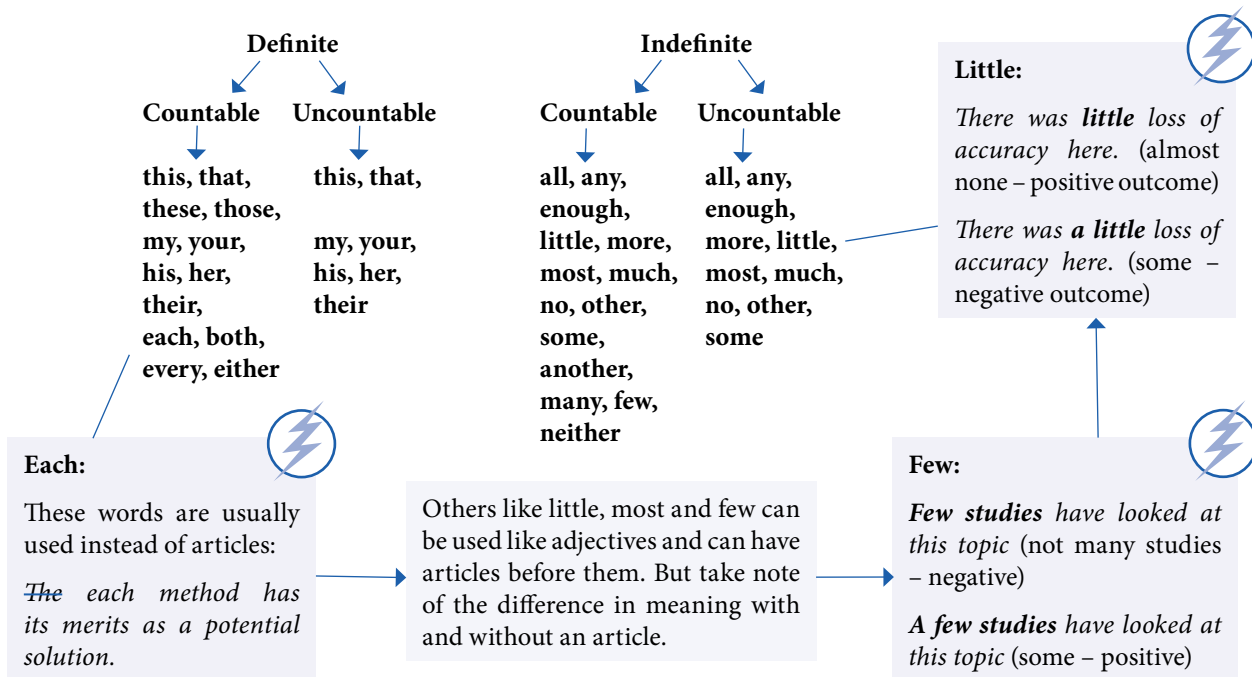 Definite
Countable
Uncountable
this, that,
these, those,
my, your,
his, her,
their,
each, both,
every, either
this, that,
my, your,
his, her,
their
Indefinite
Countable
Uncountable
all, any,
enough,
little, more,
most, much,
no, other,
some,
another,
many, few,
neither
all, any,
enough,
more, little,
most, much,
no, other,
some
Each:
These words are usually
used instead of articles:
The each method has
its merits as a potential
solution.
Others like little, most and few can
be used like adjectives and can have
articles before them. But take note
of the difference in meaning with
and without an article.
Few:
Few studies have looked at
this topic (not many studies
– negative)
A few studies have looked at
this topic (some – positive)
Little:
There was little loss of
accuracy here. (almost
none – positive outcome)
There was a little loss of
accuracy here. (some –
negative outcome)